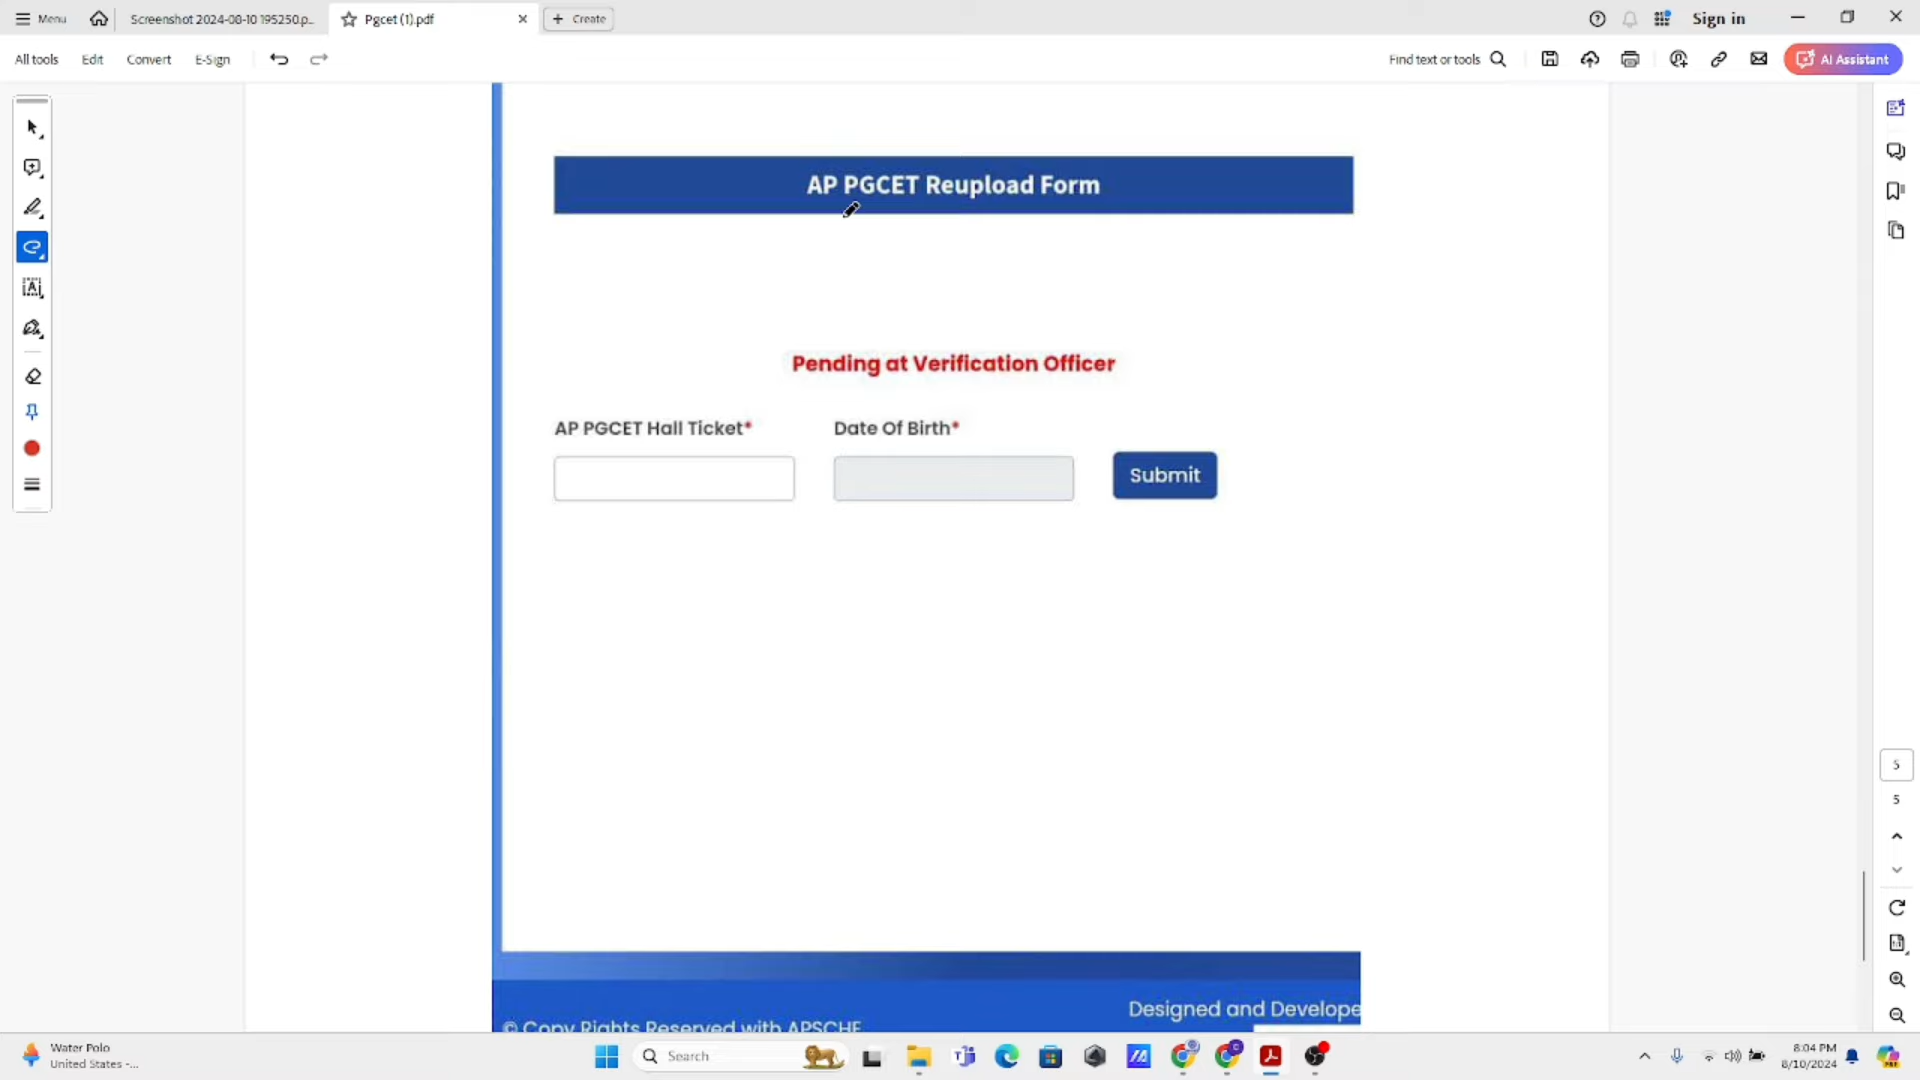 Menu
Screenshot 2024-08-10 195250.p...
Pgcet (1).pdf
Create
Sign in
All tools
Edit
Convert
E-Sign
Find text or tools
AI Assistant
AP PGCET Reupload Form
Pending at Verification Officer
AP PGCET Hall Ticket*
Date Of Birth*
Submit
5
5
Designed and Develope
© Copy Rights Reserved with APSCHE
Water Polo
United States -...
Search
8:04 PM
8/10/2024